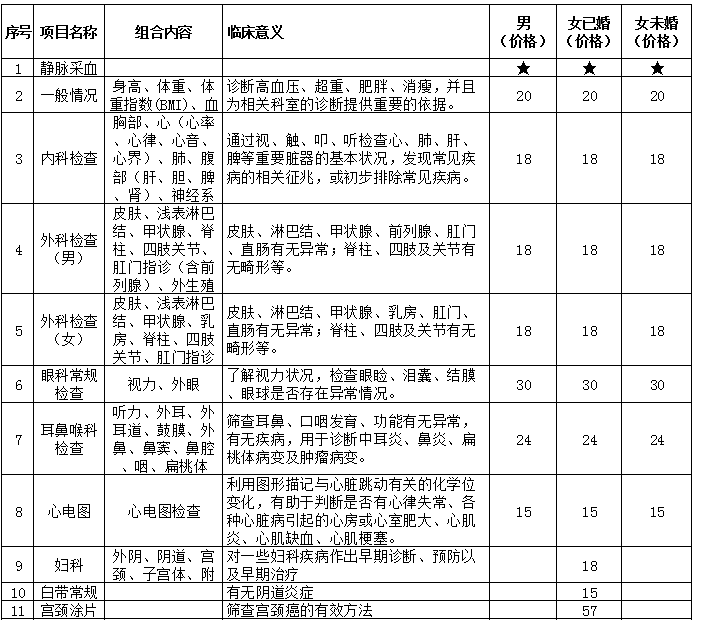 序号 项目名称 组合内容 临床意义 男（价格） 女已婚（价格） 女未婚（价格）
1 静脉采血 ★ ★ ★
2 一般情况 身高、体重、体重指数(BMI)、血 诊断高血压、超重、肥胖、消瘦，并且为相关科室的诊断提供重要的依据。 20 20 20
3 内科检查 胸部、心（心率、心律、心音、心界）、肺、腹部（肝、胆、脾、肾）、神经系 通过视、触、叩、听检查心、肺、肝、脾等重要脏器的基本状况，发现常见疾病的相关征兆，或初步排除常见疾病。 18 18 18
4 外科检查（男） 皮肤、浅表淋巴结、甲状腺、脊柱、四肢关节、肛门指诊（含前列腺）、外生殖 皮肤、淋巴结、甲状腺、前列腺、肛门、直肠有无异常；脊柱、四肢及关节有无畸形等。 18 18 18
5 外科检查（女） 皮肤、浅表淋巴结、甲状腺、乳房、脊柱、四肢关节、肛门指诊 皮肤、淋巴结、甲状腺、乳房、肛门、直肠有无异常；脊柱、四肢及关节有无畸形等。 18 18 18
6 眼科常规检查 视力、外眼 了解视力状况，检查眼睑、泪囊、结膜、眼球是否存在异常情况。 30 30 30
7 耳鼻喉科检查 听力、外耳、外耳道、鼓膜、外鼻、鼻窦、鼻腔、咽、扁桃体 筛查耳鼻、口咽发育、功能有无异常，有无疾病，用于诊断中耳炎、鼻炎、扁桃体病变及肿瘤病变。 24 24 24
8 心电图 心电图检查 利用图形描记与心脏跳动有关的化学位变化，有助于判断是否有心律失常、各种心脏病引起的心房或心室肥大、心肌炎、心肌缺血、心肌梗塞。 15 15 15
9 妇科 外阴、阴道、宫颈、子宫体、附 对一些妇科疾病作出早期诊断、预防以及早期治疗 18
10 白带常规 有无阴道炎症 15
11 宫颈涂片 筛查宫颈癌的有效方法 57